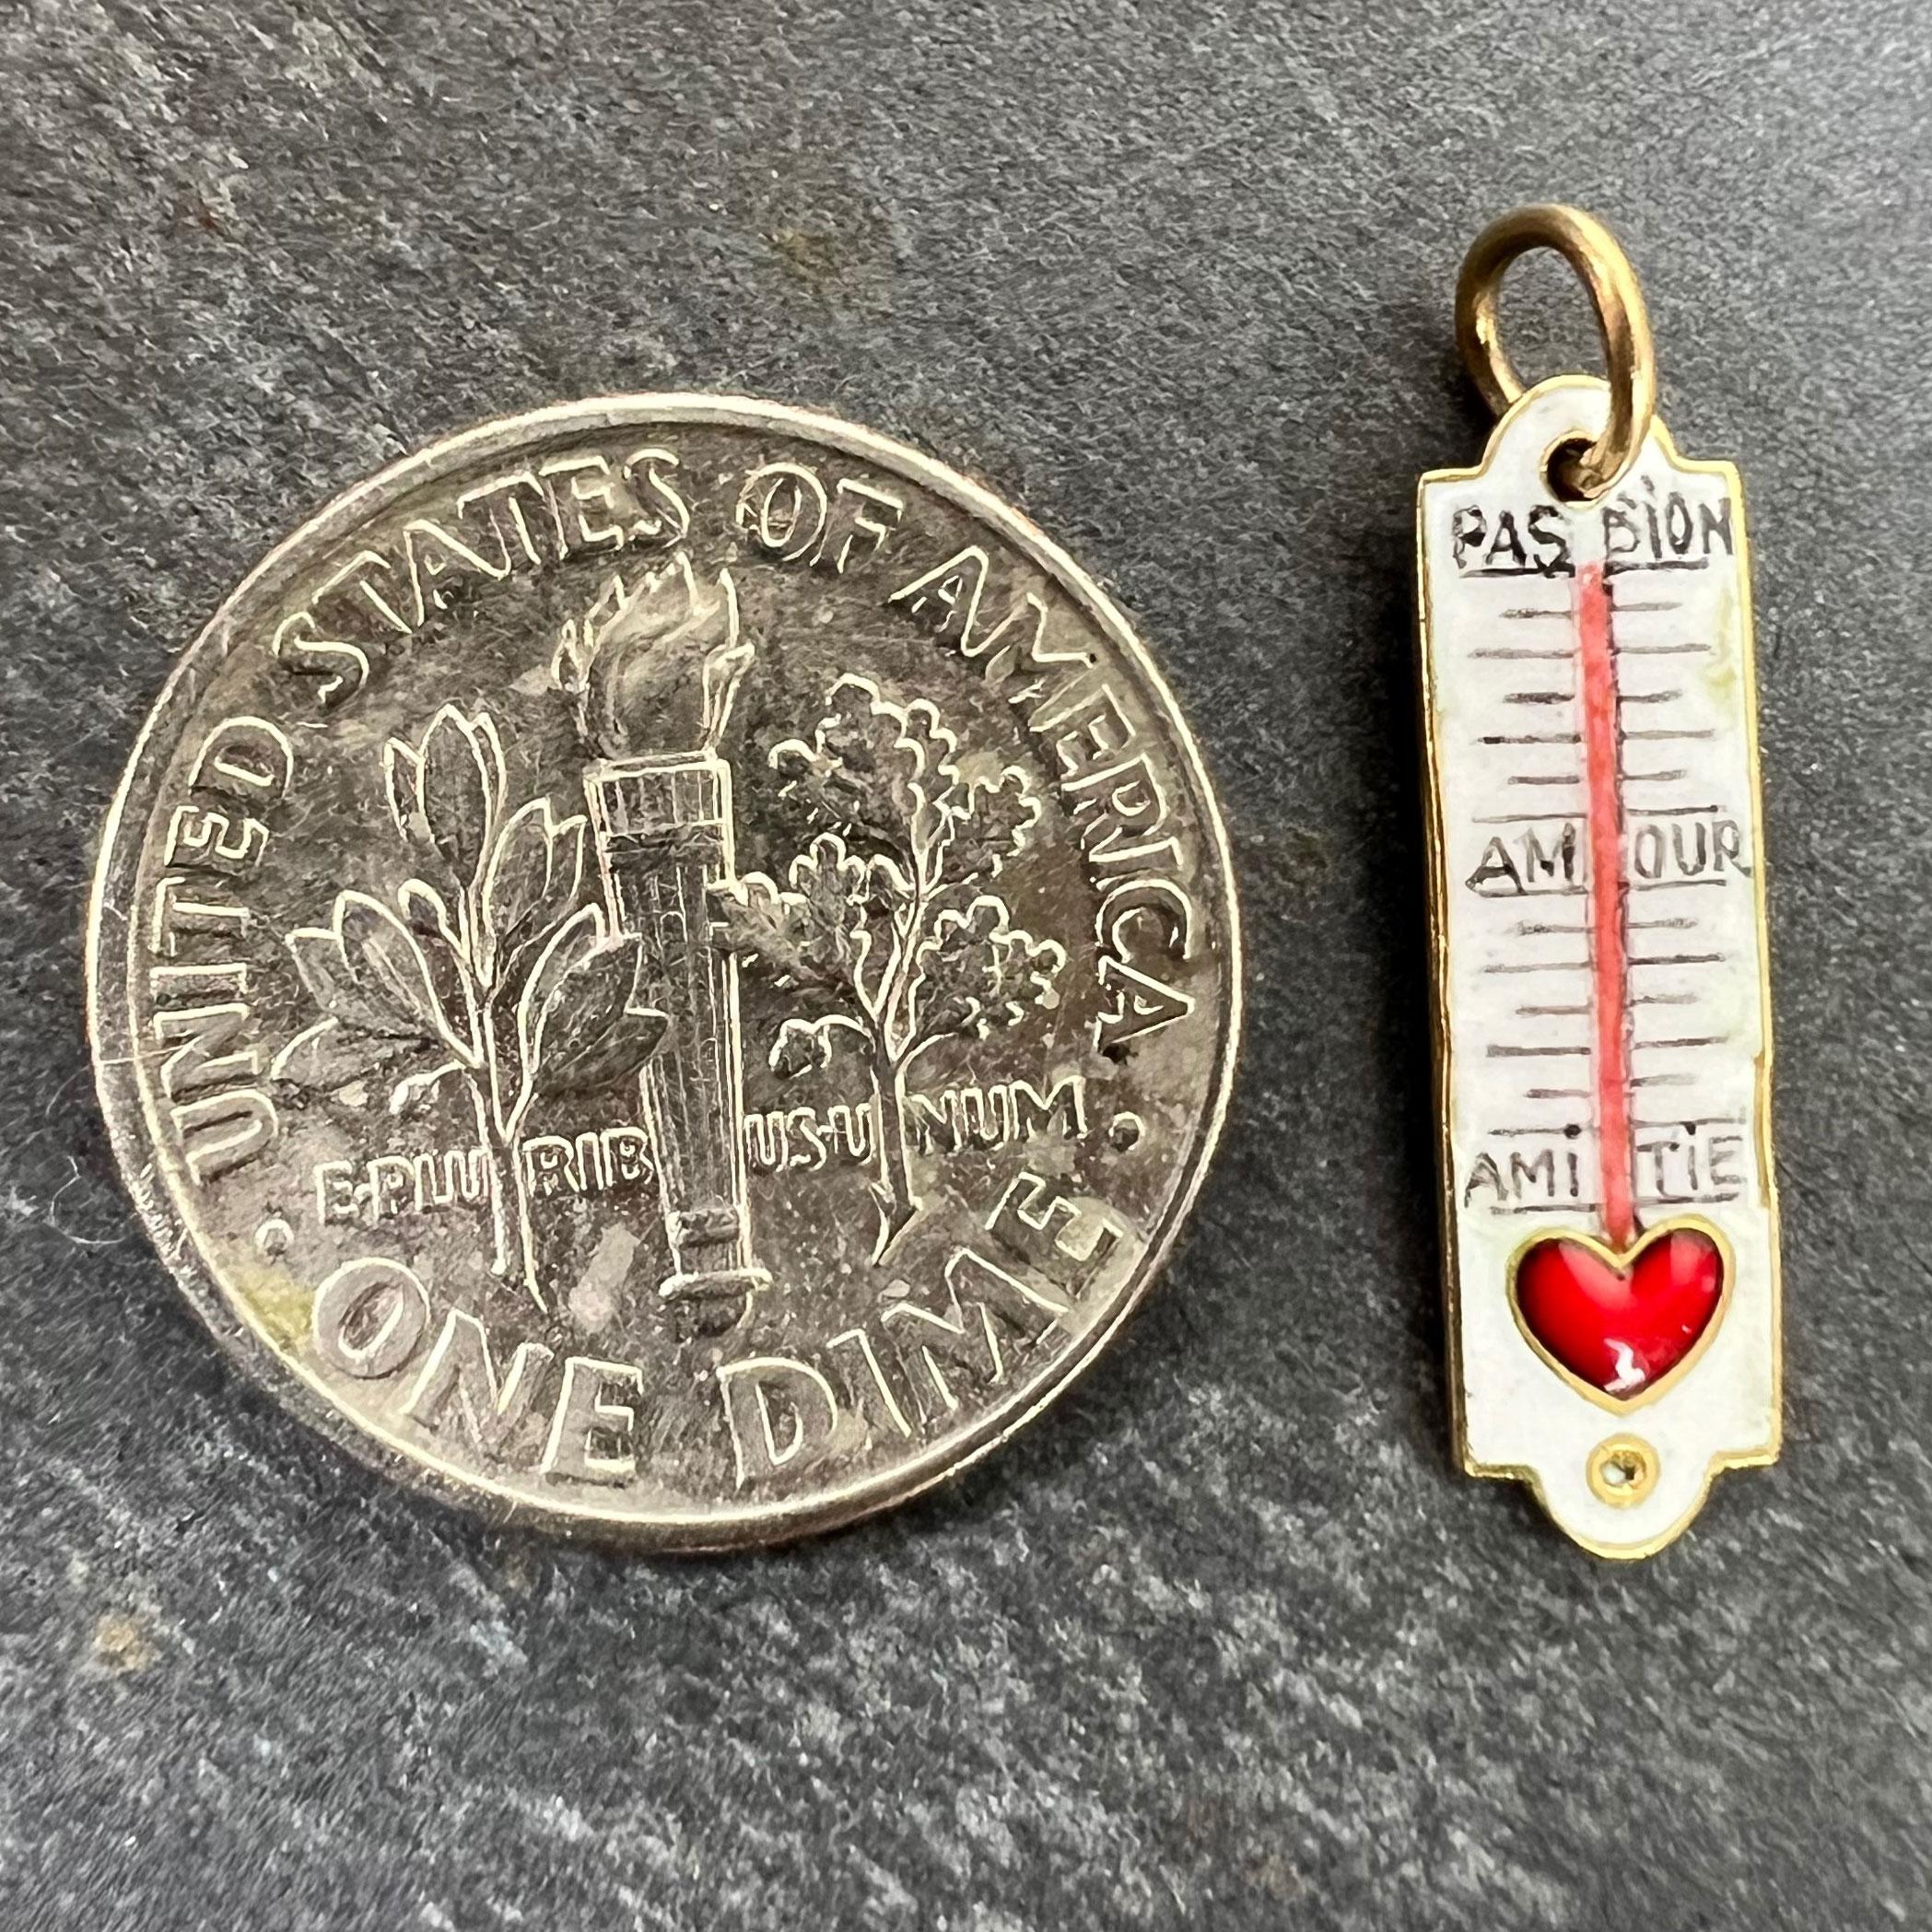 UNITED STATES OF AMERICA
E·PLURIBUS·UNUM
ONE DIME
PASSION
AMOUR
AMITIE